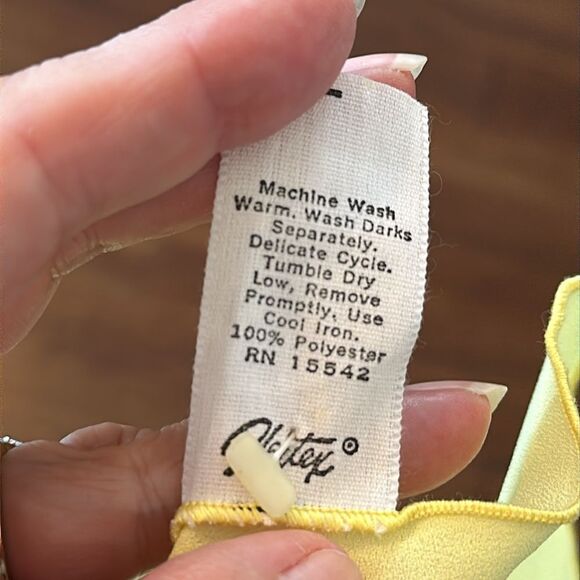 Machine Wash
Warm. Wash Darks
Separately.
Delicate Cycle.
Tumble Dry
Low, Remove
Promptly, Use
Cool Iron.
100% Polyester
RN 15542